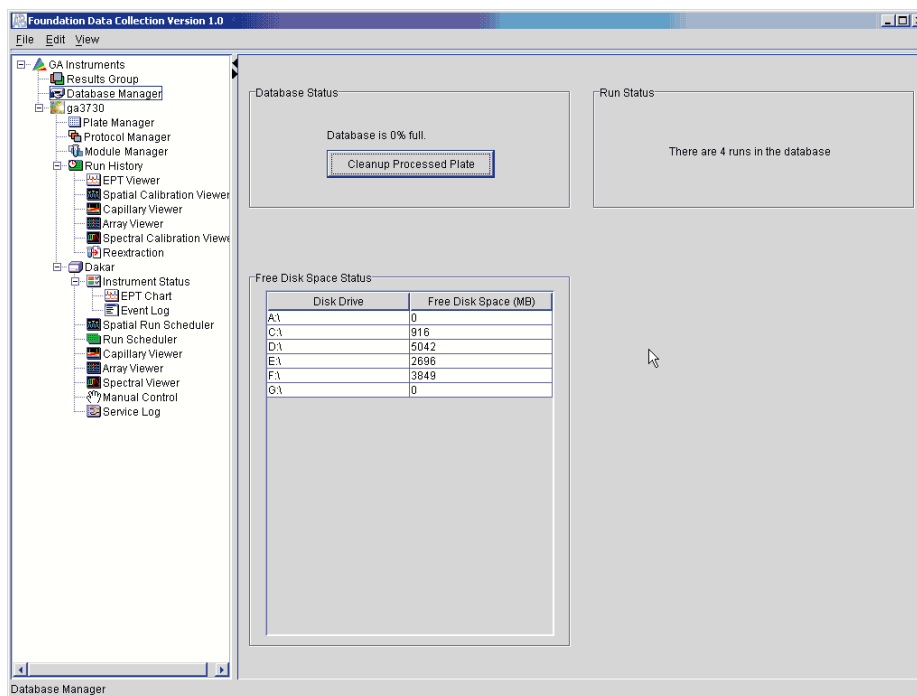 Foundation Data Collection Version 1.0
File Edit View
GA Instruments
Results Group
Database Manager
ga3730
Plate Manager
Protocol Manager
Module Manager
Run History
EPT Viewer
Spatial Calibration Viewer
Capillary Viewer
Array Viewer
Spectral Calibration Viewe
Reextraction
Dakar
Instrument Status
EPT Chart
Event Log
Spatial Run Scheduler
Run Scheduler
Capillary Viewer
Array Viewer
Spectral Viewer
Manual Control
Service Log
Database Status
Database is 0% full.
Cleanup Processed Plate
Run Status
There are 4 runs in the database
Free Disk Space Status
Disk Drive Free Disk Space (MB)
A:\ 0
C:\ 916
D:\ 5042
E:\ 2696
F:\ 3849
G:\ 0
Database Manager